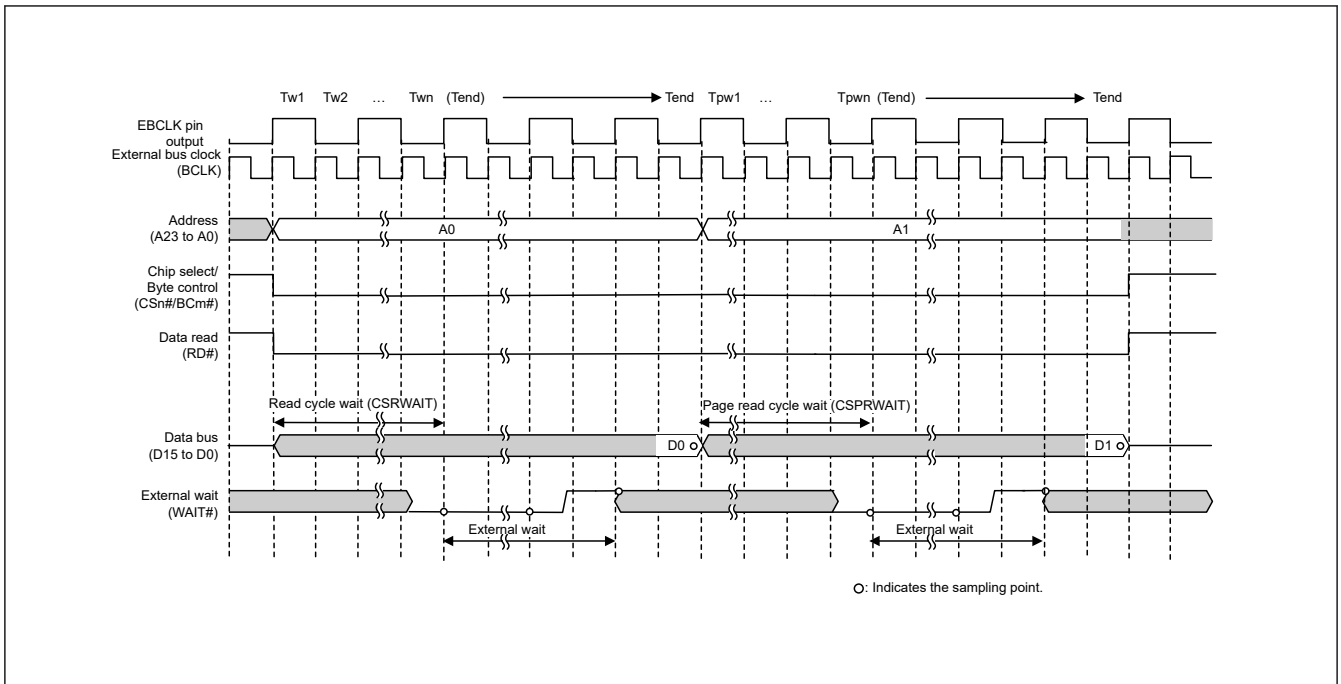 Tw1 Tw2 … Twn (Tend) Tend Tpw1 … Tpwn (Tend) Tend
EBCLK pin
output
External bus clock
(BCLK)
Address
(A23 to A0)
A0 A1
Chip select/
Byte control
(CSn#/BCm#)
Data read
(RD#)
Read cycle wait (CSRWAIT) Page read cycle wait (CSPRWAIT)
Data bus
(D15 to D0)
D0 D1
External wait
(WAIT#)
External wait External wait
: Indicates the sampling point.